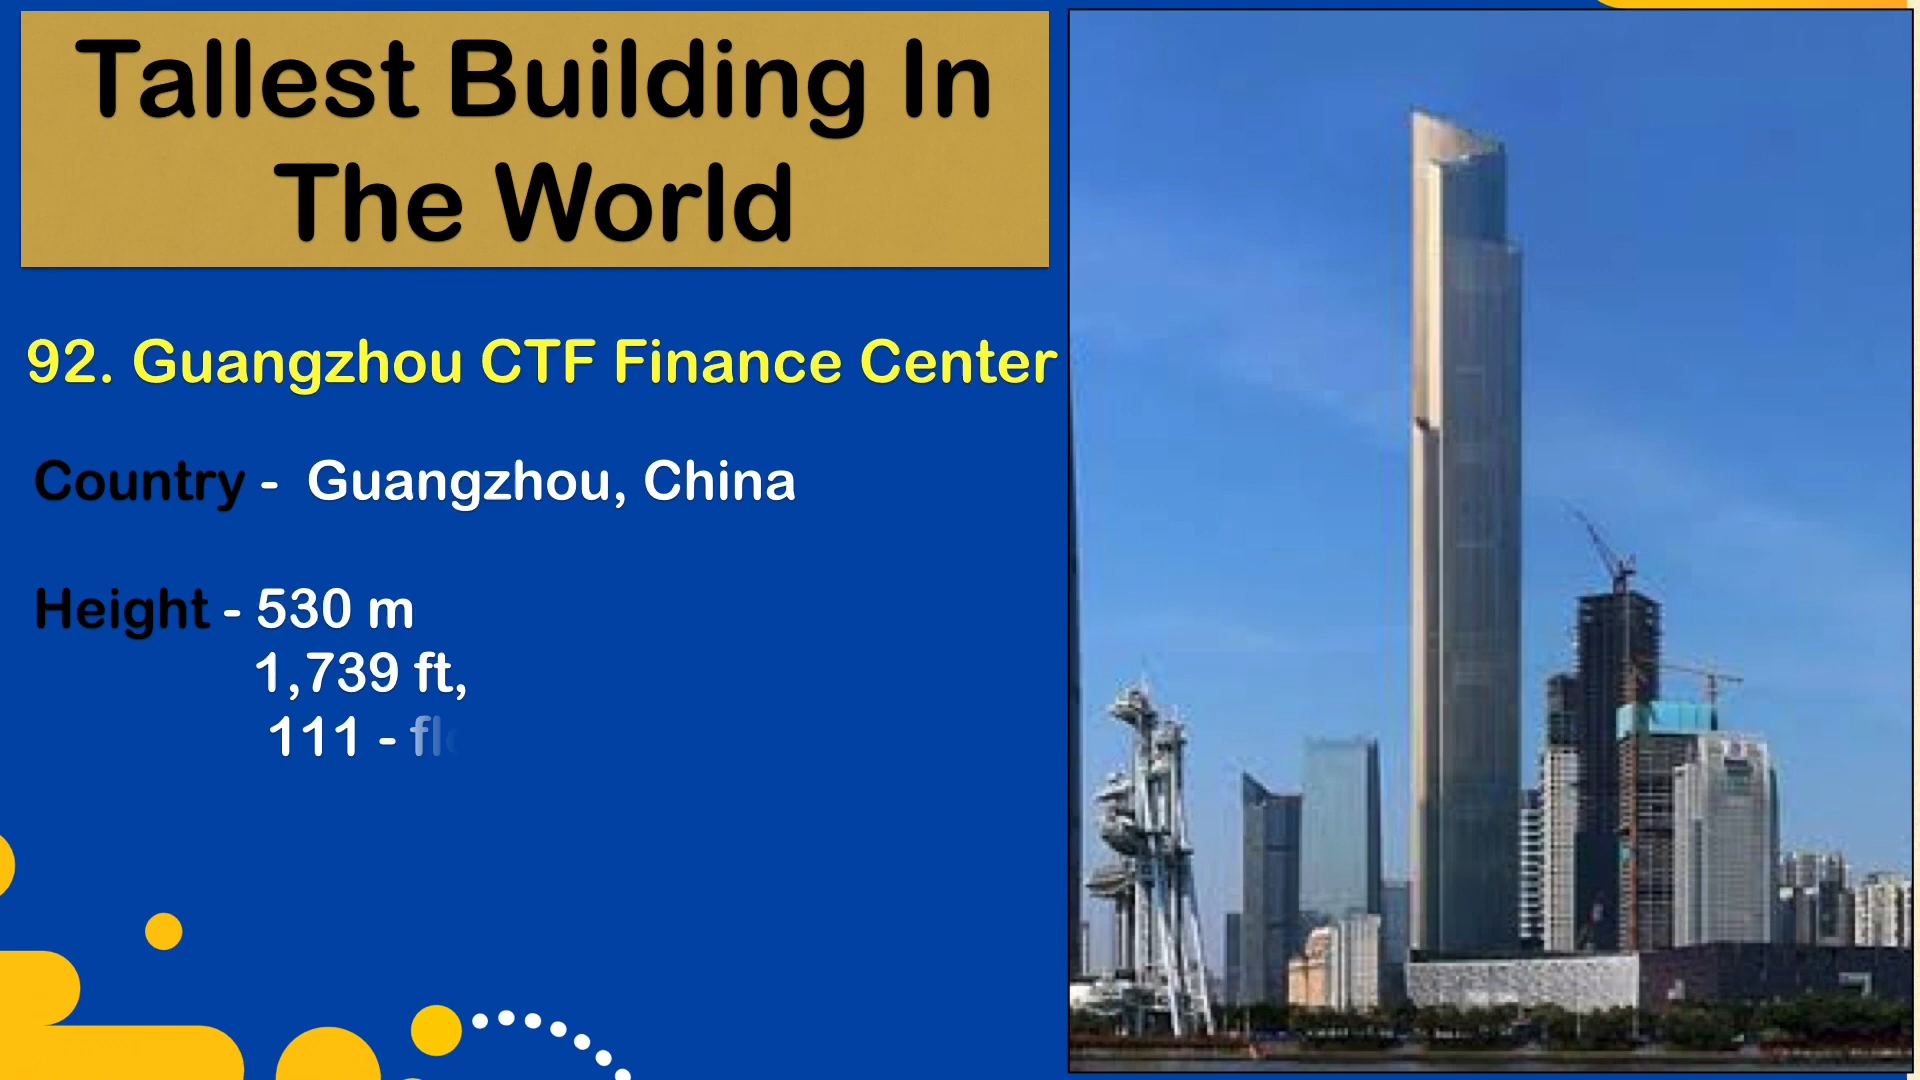 Tallest Building In
The World
92. Guangzhou CTF Finance Center
Country - Guangzhou, China
Height - 530 m
1,739 ft,
111 - fl